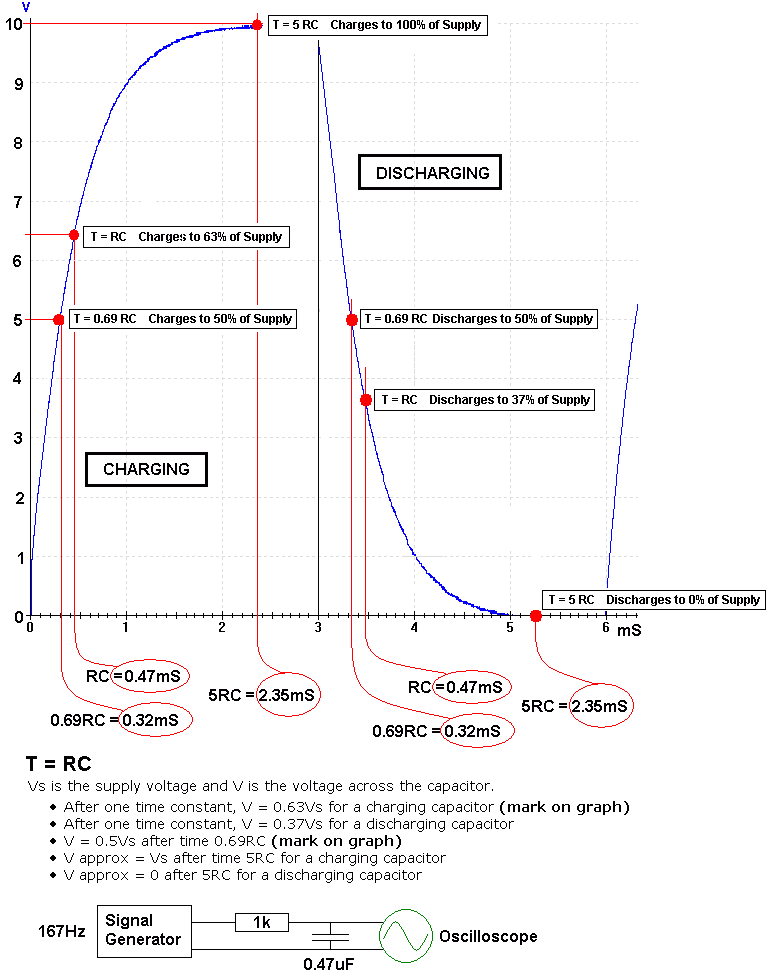 V
10
T = 5 RC Charges to 100% of Supply
9
8
DISCHARGING
7
T = RC Charges to 63% of Supply
6
5
T = 0.69 RC Charges to 50% of Supply
T = 0.69 RC Discharges to 50% of Supply
4
T = RC Discharges to 37% of Supply
3
CHARGING
2
1
T = 5 RC Discharges to 0% of Supply
0
0 1 2 3 4 5 6 mS
RC=0.47mS
0.69RC = 0.32mS
5RC = 2.35mS
RC=0.47mS
0.69RC = 0.32mS
5RC = 2.35mS
T = RC
Vs is the supply voltage and V is the voltage across the capacitor.
◆ After one time constant, V = 0.63Vs for a charging capacitor (mark on graph)
◆ After one time constant, V = 0.37Vs for a discharging capacitor
◆ V = 0.5Vs after time 0.69RC (mark on graph)
◆ V approx = Vs after time 5RC for a charging capacitor
◆ V approx = 0 after 5RC for a discharging capacitor
167Hz
Signal
Generator
1k
0.47uF
Oscilloscope